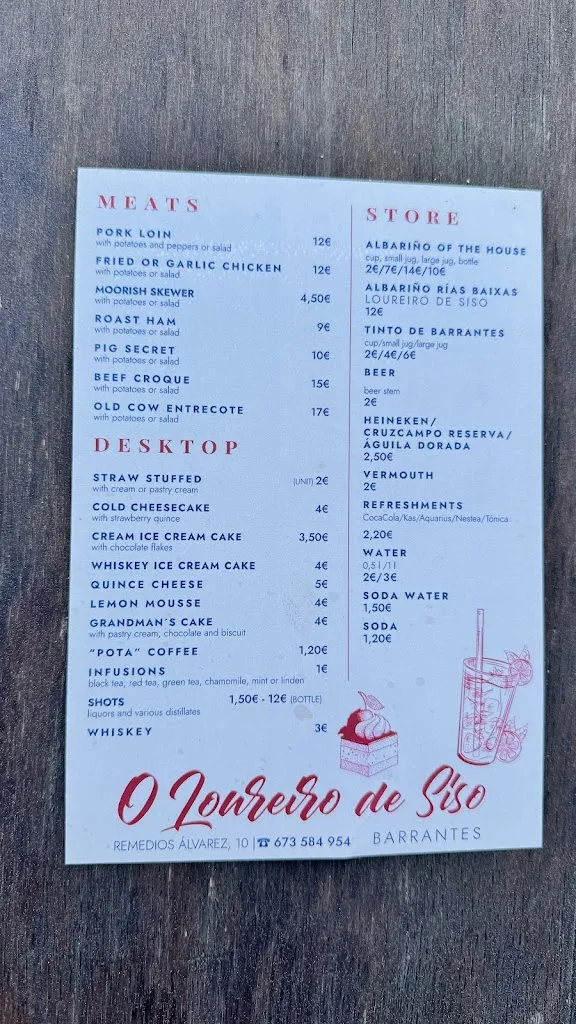 MEATS
PORK LOIN 12€
with potatoes and peppers or salad
FRIED OR GARLIC CHICKEN 12€
with potatoes or salad
MOORISH SKEWER 4,50€
with potatoes or salad
ROAST HAM 9€
with potatoes or salad
PIG SECRET 10€
with potatoes or salad
BEEF CROQUE 15€
with potatoes or salad
OLD COW ENTRECOTE 17€
with potatoes or salad
DESKTOP
STRAW STUFFED (UNIT) 2€
with cream or pastry cream
COLD CHEESECAKE 4€
with strawberry quince
CREAM ICE CREAM CAKE 3,50€
with chocolate flakes
WHISKEY ICE CREAM CAKE 4€
QUINCE CHEESE 5€
LEMON MOUSSE 4€
GRANDMAN´S CAKE 4€
with pastry cream, chocolate and biscuit
“POTA” COFFEE 1,20€
INFUSIONS 1€
black tea, red tea, green tea, chamomile, mint or linden
SHOTS 1,50€ - 12€ (BOTTLE)
liquors and various distillates
WHISKEY 3€
STORE
ALBARIÑO OF THE HOUSE
cup, small jug, large jug, bottle
2€/7€/14€/10€
ALBARIÑO RÍAS BAIXAS
LOUREIRO DE SISO
12€
TINTO DE BARRANTES
cup/small jug/large jug
2€/4€/6€
BEER
beer stem
2€
HEINEKEN/
CRUZCAMPO RESERVA/
ÁGUILA DORADA
2,50€
VERMOUTH
2€
REFRESHMENTS
CocaCola/Kas/Aquarius/Nestea/Tónica
2,20€
WATER
0,5 l / 1 l
2€/3€
SODA WATER
1,50€
SODA
1,20€
O Loureiro de Siso
REMEDIOS ÁLVAREZ, 10 | ☎ 673 584 954 BARRANTES